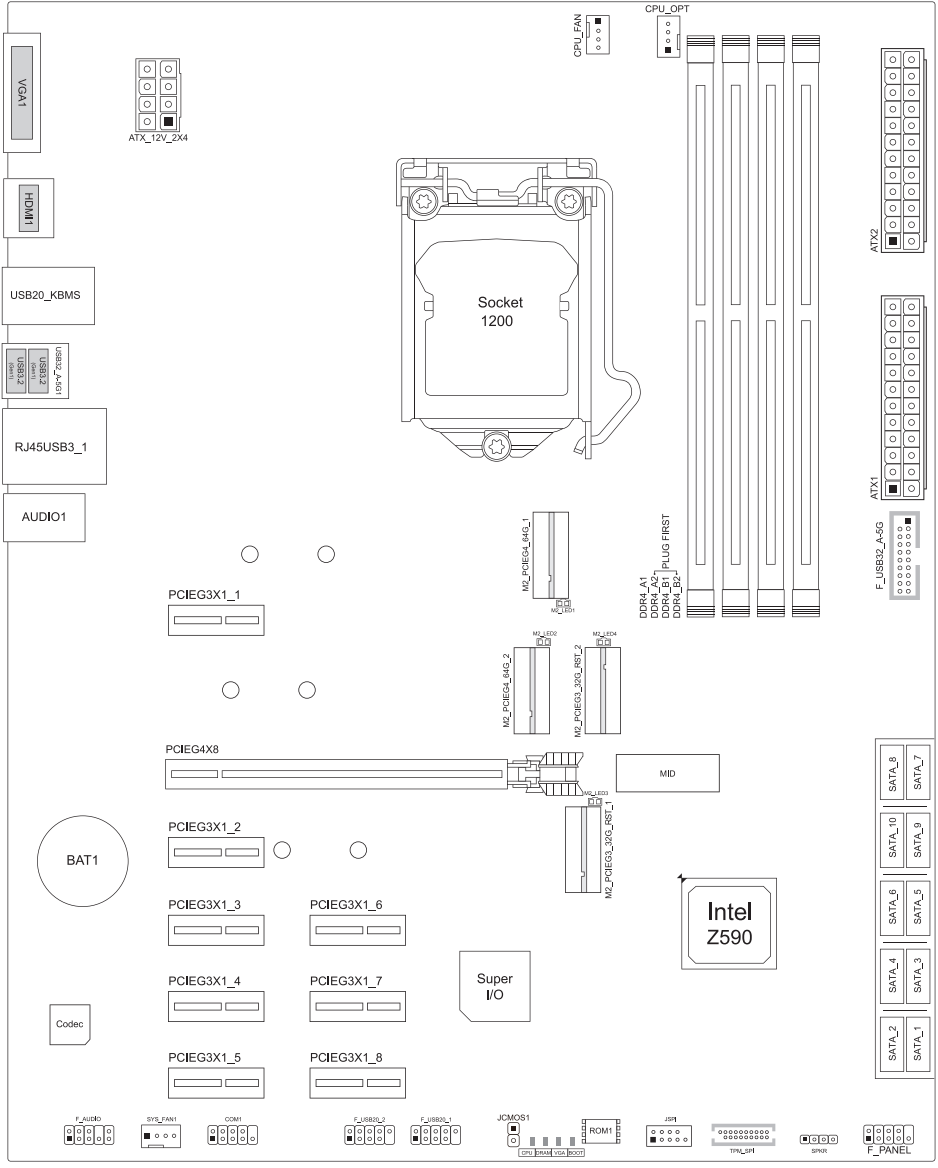 CPU_OPT
CPU_FAN
VGA1
ATX_12V_2X4
HDMI1
ATX2
USB20_KBMS
Socket
1200
USB32_A-5G1
USB3.2
(Gen1)
USB3.2
(Gen1)
RJ45USB3_1
ATX1
AUDIO1
M2_PCIEG4_64G_1
PLUG FIRST
F_USB32_A-5G
DDR4_A1
DDR4_A2
DDR4_B1
DDR4_B2
PCIEG3X1_1
M2_LED1
M2_LED2
M2_LED4
M2_PCIEG4_64G_2
M2_PCIEG3_32G_RST_2
PCIEG4X8
MID
SATA_8
SATA_7
M2_LED3
M2_PCIEG3_32G_RST_1
PCIEG3X1_2
SATA_10
SATA_9
BAT1
PCIEG3X1_3
PCIEG3X1_6
Intel
Z590
SATA_6
SATA_5
PCIEG3X1_4
PCIEG3X1_7
Super
I/O
SATA_4
SATA_3
Codec
SATA_2
SATA_1
PCIEG3X1_5
PCIEG3X1_8
F_AUDIO
SYS_FAN1
COM1
F_USB20_2
F_USB20_1
JCMOS1
ROM1
JSPI
CPU DRAM VGA BOOT
TPM_SPI
SPKR
F_PANEL